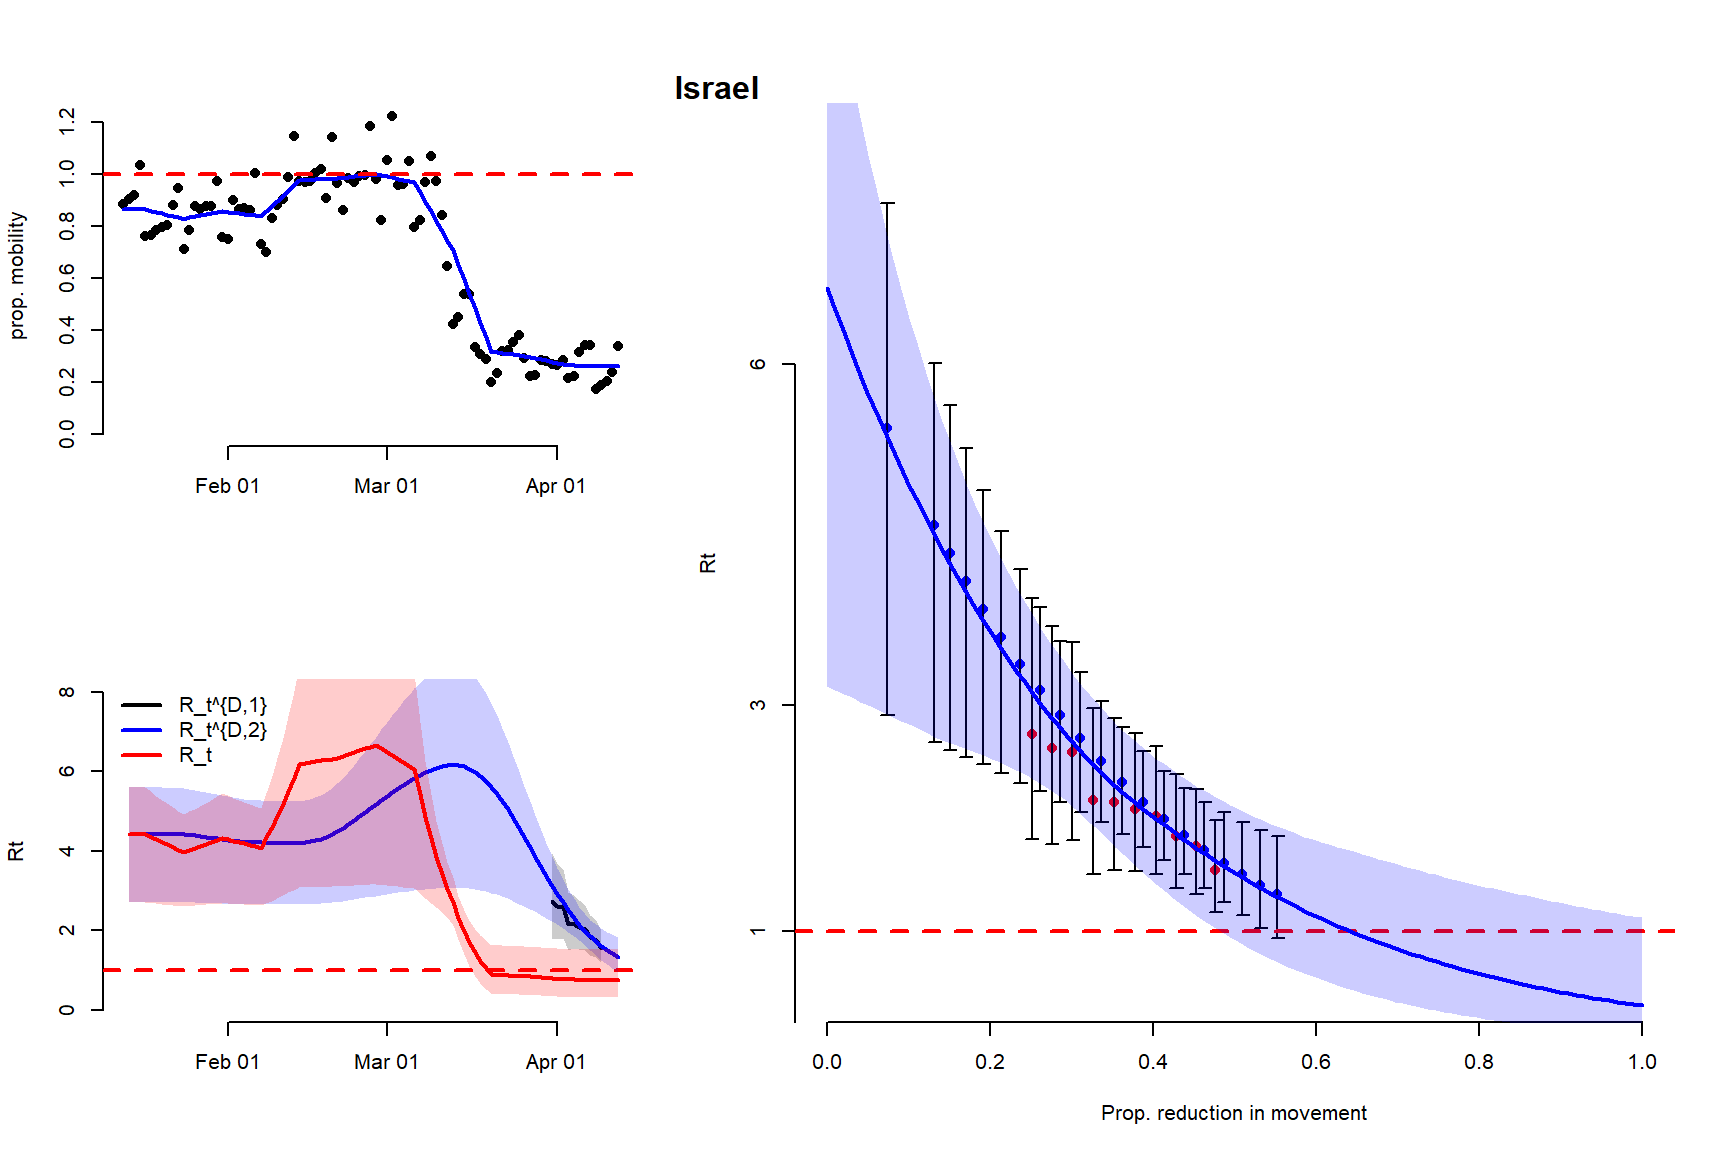 Israel
prop. mobility
1.2
1.0
0.8
0.6
0.4
0.2
0.0
Feb 01 Mar 01 Apr 01
Rt
8
6
4
2
0
R_t^{D,1}
R_t^{D,2}
R_t
Feb 01 Mar 01 Apr 01
Rt
6
3
1
0.0 0.2 0.4 0.6 0.8 1.0
Prop. reduction in movement